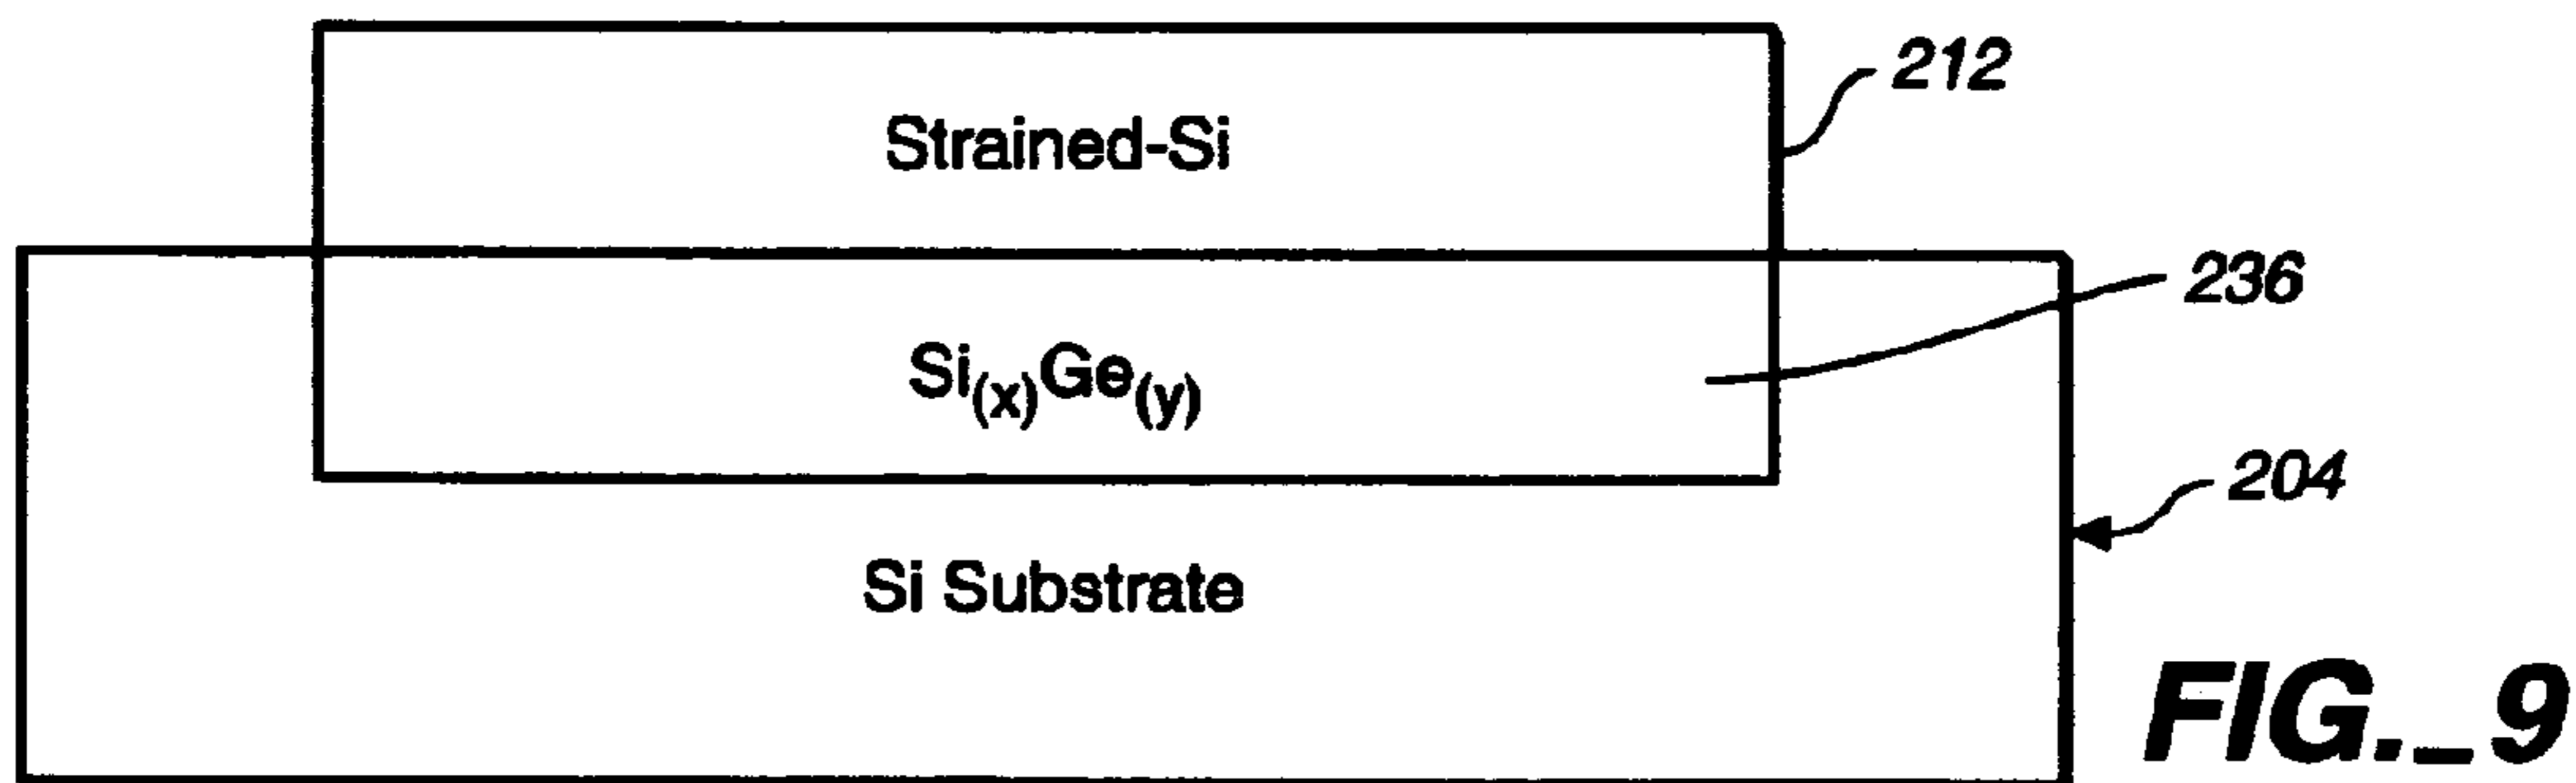 Strained-Si
212
Si(x)Ge(y)
236
204
Si Substrate
FIG._9